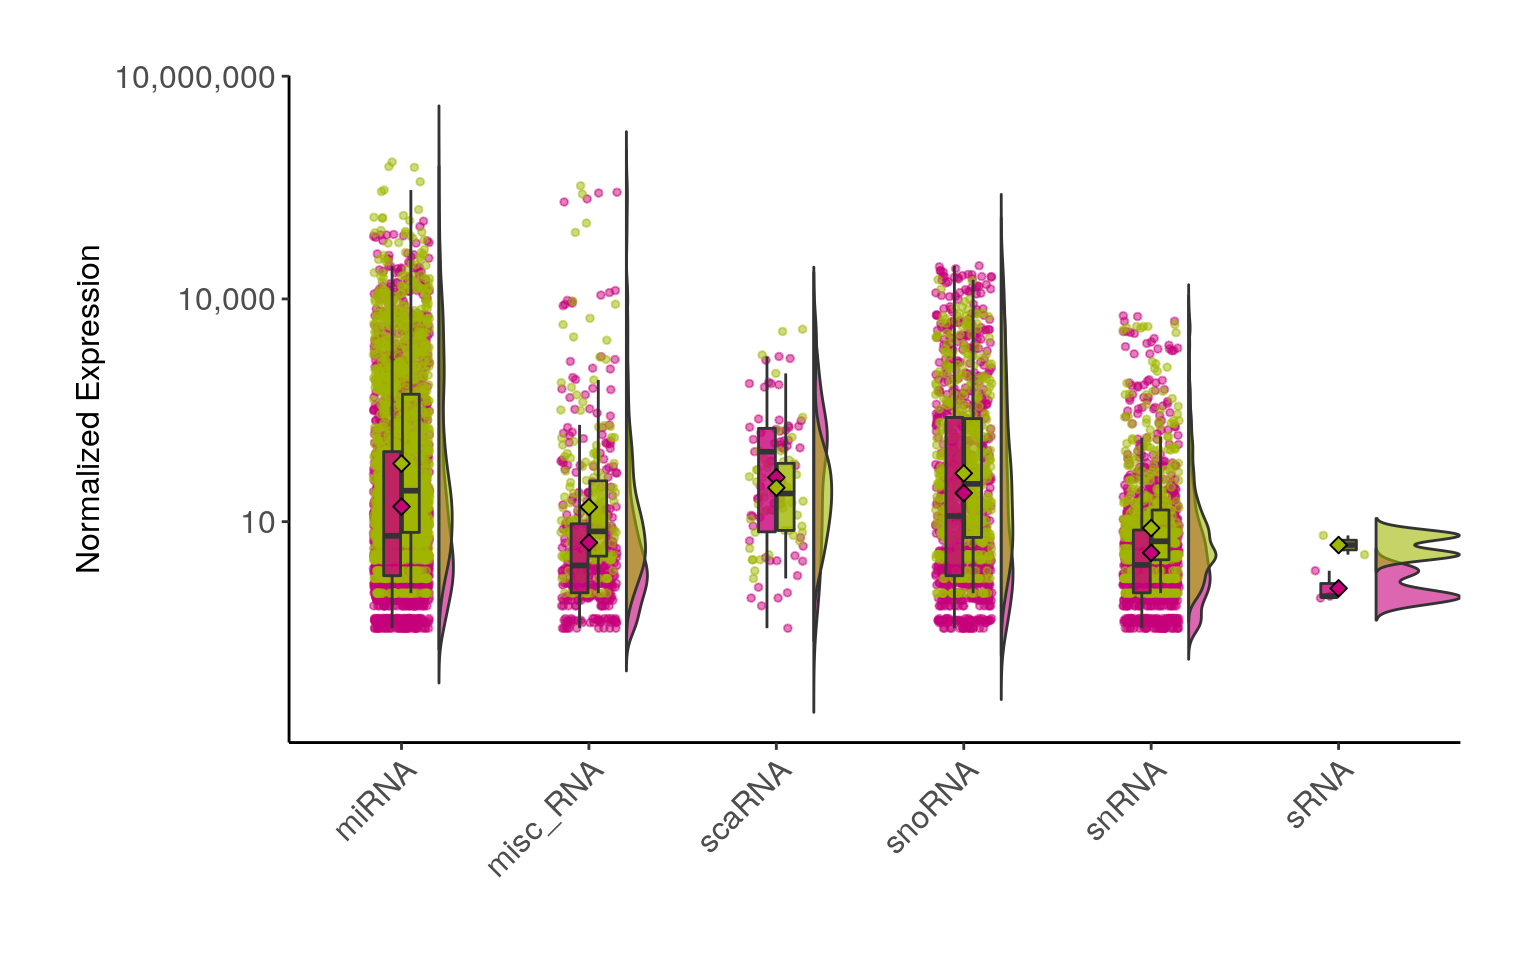 10,000,000
10,000
10
Normalized Expression
miRNA
misc_RNA
scaRNA
snoRNA
snRNA
sRNA